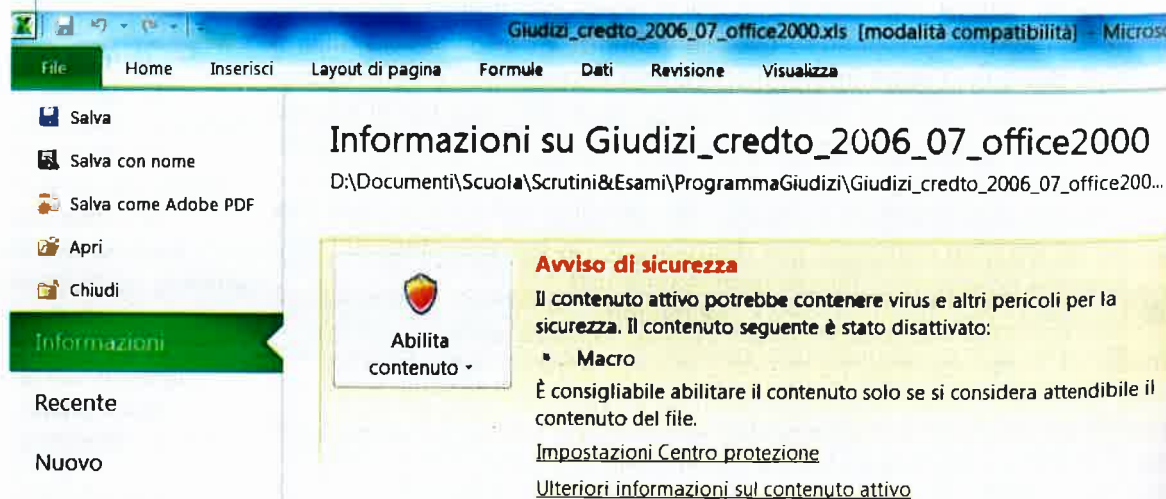 Giudizi_credto_2006_07_office2000.xls [modalità compatibilità] - Micros
File Home Inserisci Layout di pagina Formule Dati Revisione Visualizza
Salva
Salva con nome
Salva come Adobe PDF
Apri
Chiudi
Informazioni
Recente
Nuovo
Informazioni su Giudizi_credto_2006_07_office2000
D:\Documenti\Scuola\Scrutini&Esami\ProgrammaGiudizi\Giudizi_credto_2006_07_office200...
Abilita
contenuto
Avviso di sicurezza
Il contenuto attivo potrebbe contenere virus e altri pericoli per la
sicurezza. Il contenuto seguente è stato disattivato:
• Macro
È consigliabile abilitare il contenuto solo se si considera attendibile il
contenuto del file.
Impostazioni Centro protezione
Ulteriori informazioni sul contenuto attivo